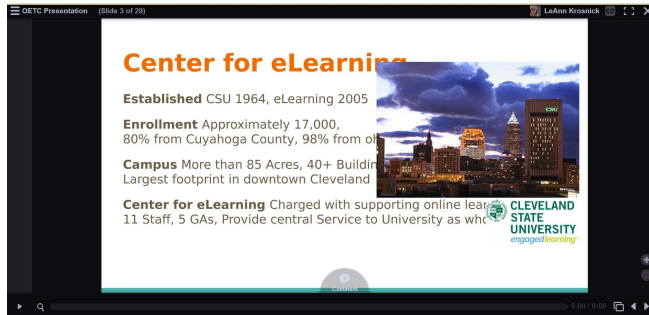 OETC Presentation (Slide 3 of 29)
LeAnn Krosnick
CC
Center for eLearning
Established CSU 1964, eLearning 2005
Enrollment Approximately 17,000,
80% from Cuyahoga County, 98% from
Campus More than 85 Acres, 40+
Largest footprint in downtown Cleveland
Center for eLearning Charged with supporting online
11 Staff, 5 GAs, Provide central Service to University as
CSU
CLEVELAND
STATE
UNIVERSITY
engagedlearning
Comment
0:00 / 0:00